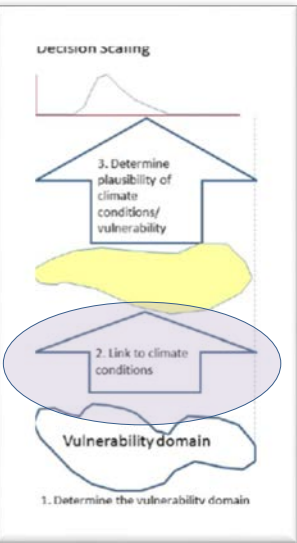 Decision Scaling
3. Determine
plausibility of
climate
conditions/
vulnerability
2. Link to climate
conditions
Vulnerability domain
1. Determine the vulnerability domain